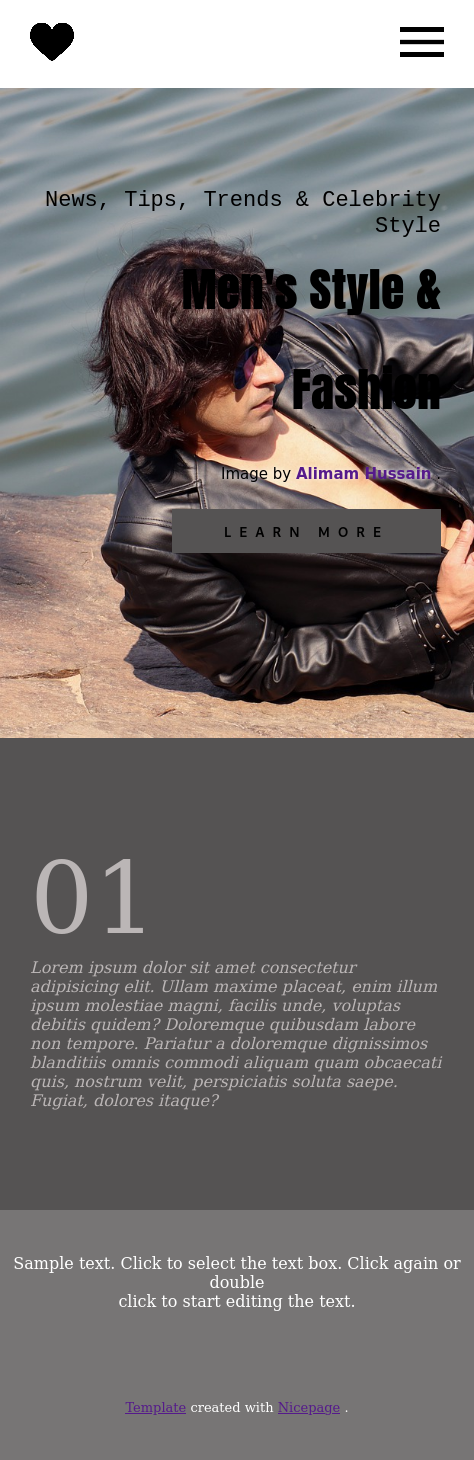 News, Tips, Trends & Celebrity
Style
Men's Style &
Fashion
Image by Alimam Hussain .
LEARN MORE
01
Lorem ipsum dolor sit amet consectetur
adipisicing elit. Ullam maxime placeat, enim illum
ipsum molestiae magni, facilis unde, voluptas
debitis quidem? Doloremque quibusdam labore
non tempore. Pariatur a doloremque dignissimos
blanditiis omnis commodi aliquam quam obcaecati
quis, nostrum velit, perspiciatis soluta saepe.
Fugiat, dolores itaque?
Sample text. Click to select the text box. Click again or
double
click to start editing the text.
Template created with Nicepage .